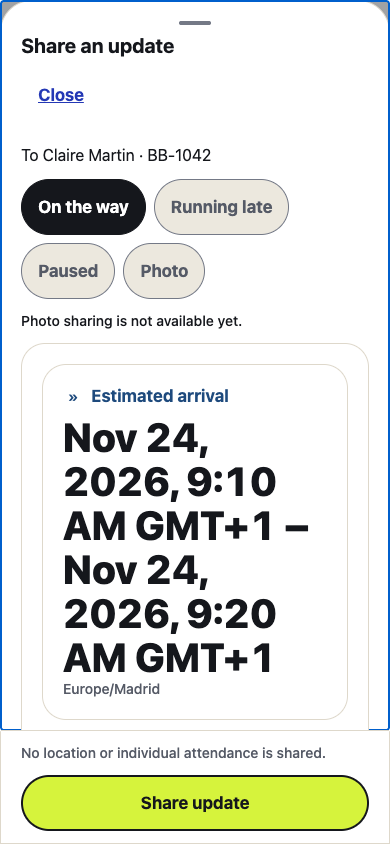 Share an update
Close
To Claire Martin · BB-1042
On the way
Running late
Paused
Photo
Photo sharing is not available yet.
» Estimated arrival
Nov 24,
2026, 9:10
AM GMT+1 –
Nov 24,
2026, 9:20
AM GMT+1
Europe/Madrid
No location or individual attendance is shared.
Share update